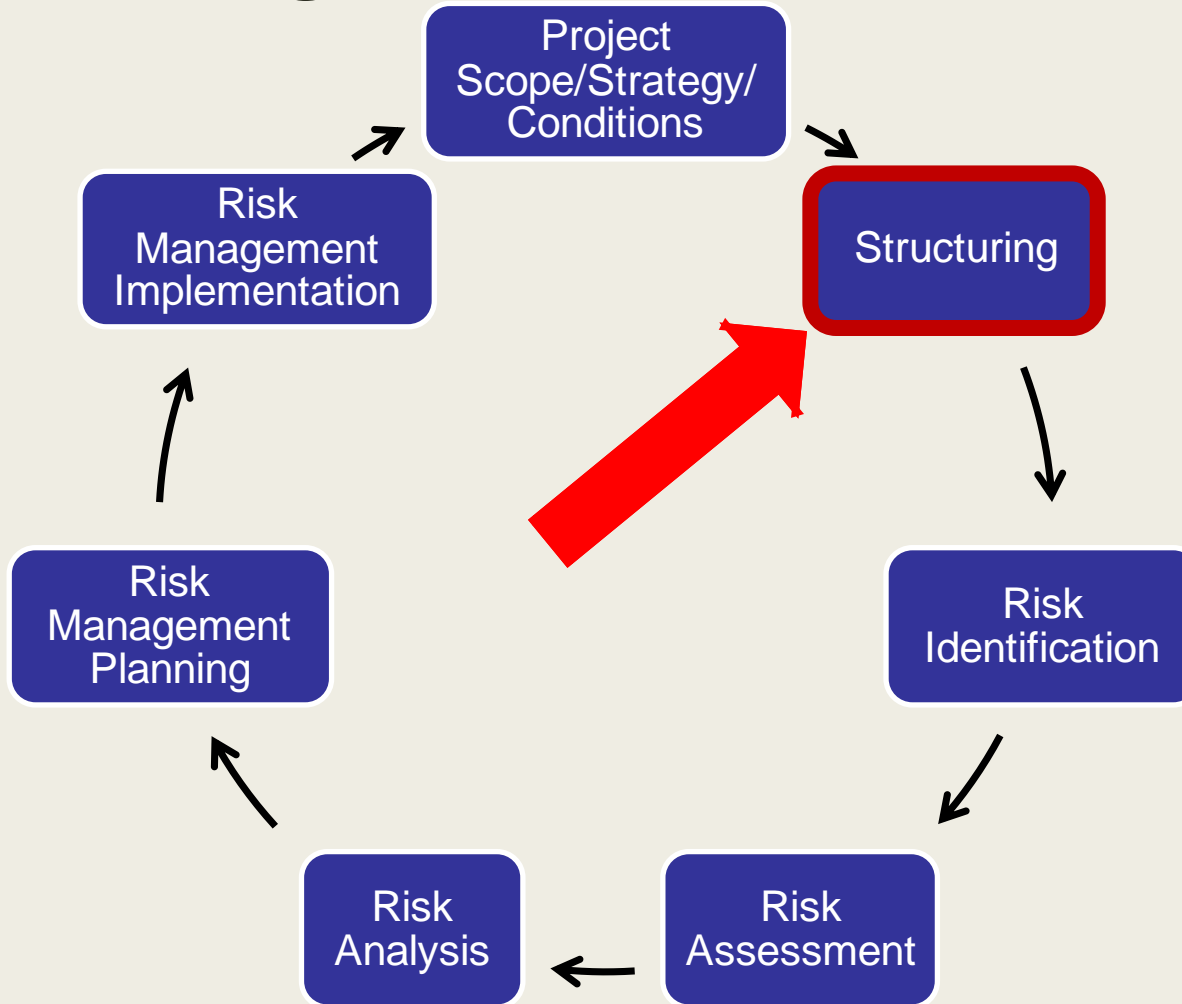 Project
Scope/Strategy/
Conditions
Structuring
Risk
Identification
Risk
Assessment
Risk
Analysis
Risk
Management
Planning
Risk
Management
Implementation